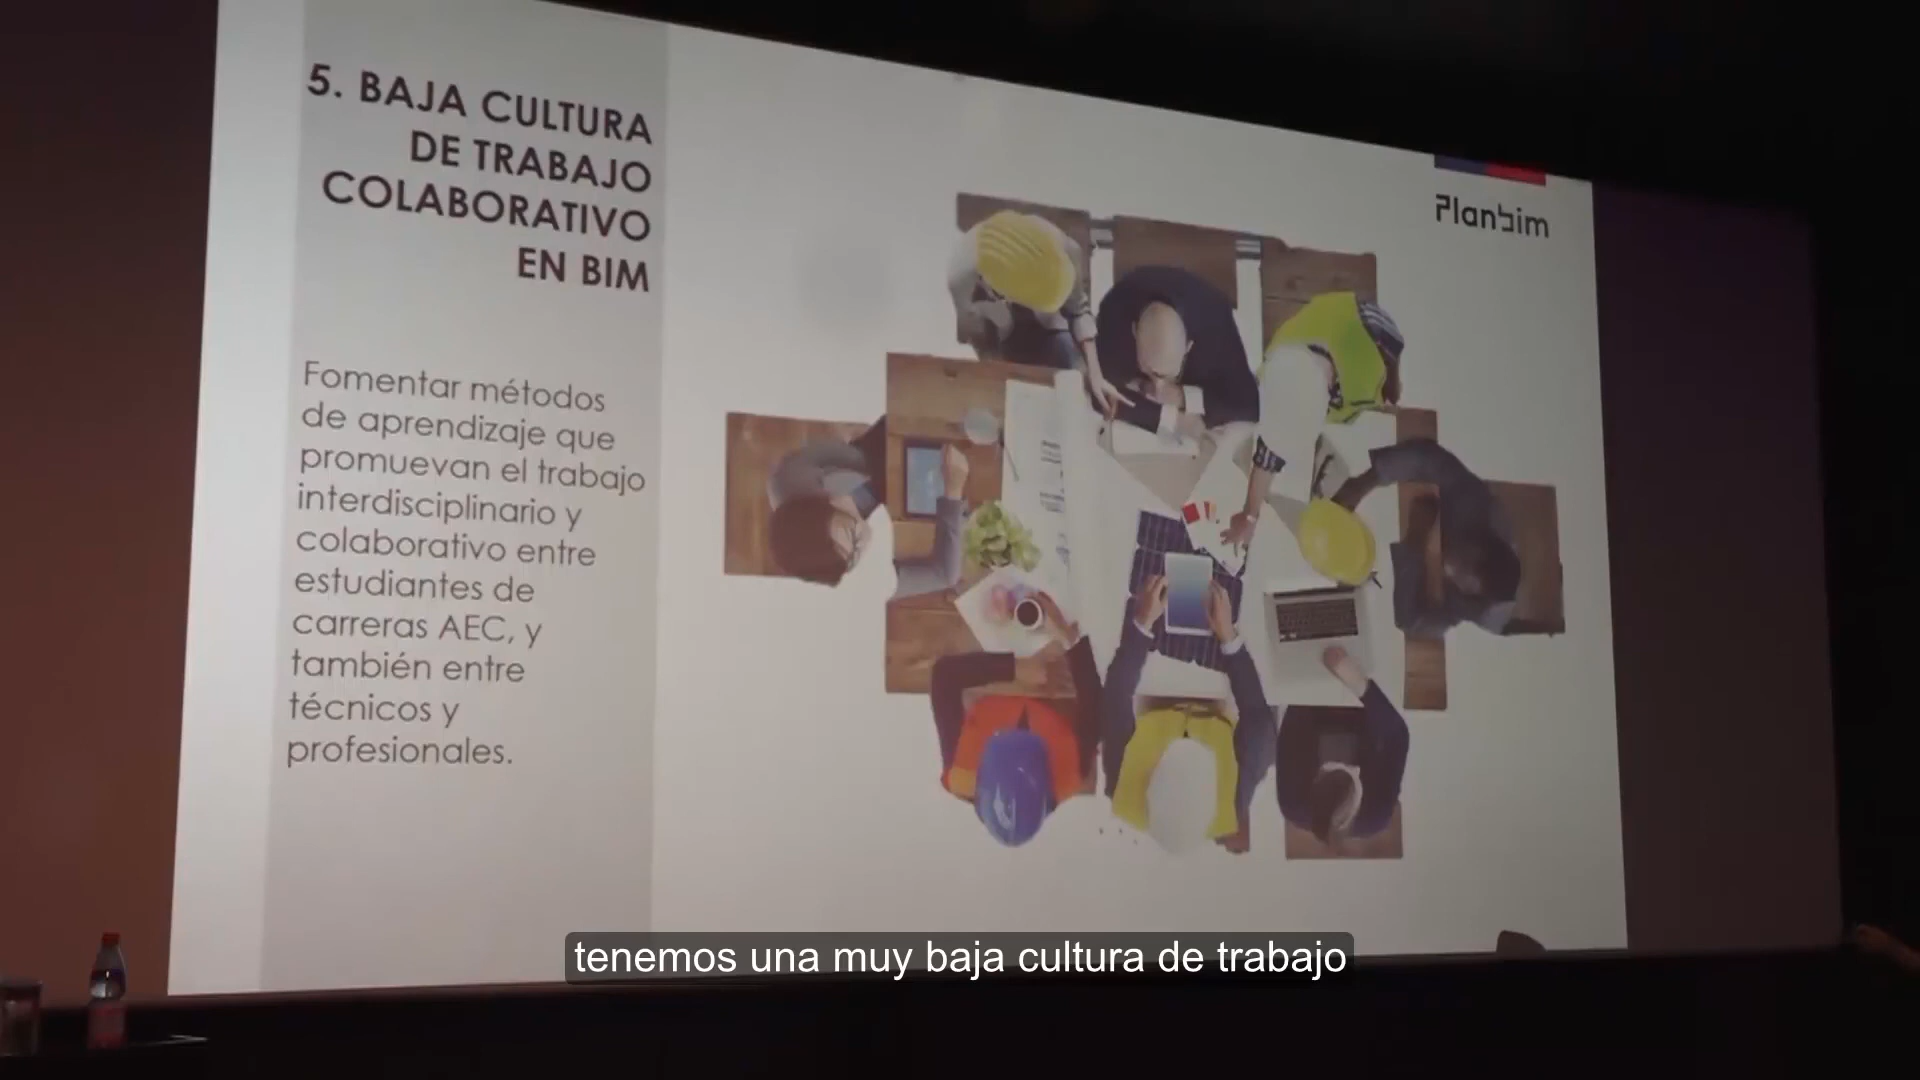 5. BAJA CULTURA
DE TRABAJO
COLABORATIVO
EN BIM
Fomentar métodos
de aprendizaje que
promuevan el trabajo
interdisciplinario y
colaborativo entre
estudiantes de
carreras AEC, y
también entre
técnicos y
profesionales.
Planbim
tenemos una muy baja cultura de trabajo